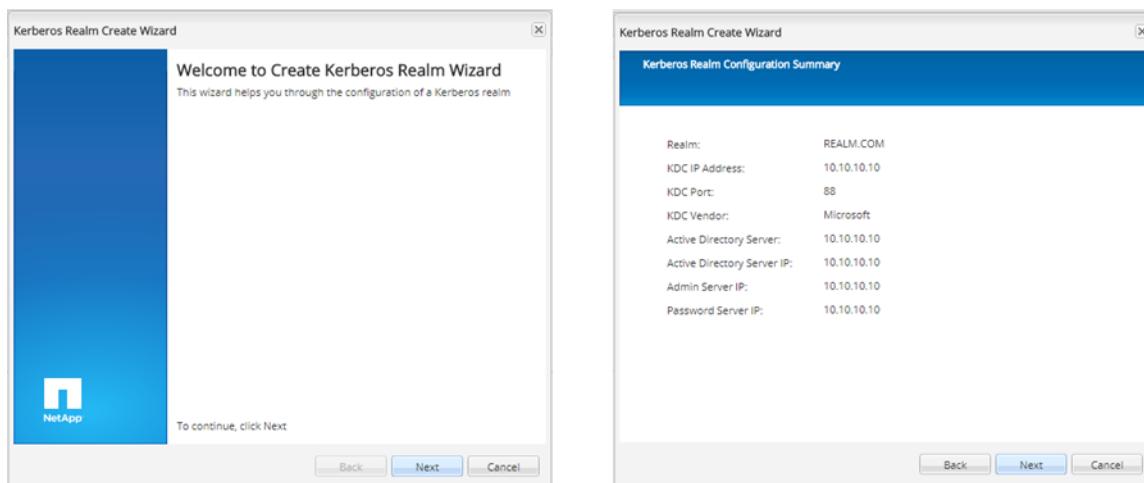 Kerberos Realm Create Wizard
Welcome to Create Kerberos Realm Wizard
This wizard helps you through the configuration of a Kerberos realm
NetApp
To continue, click Next
Back Next Cancel
Kerberos Realm Create Wizard
Kerberos Realm Configuration Summary
Realm: REALM.COM
KDC IP Address: 10.10.10.10
KDC Port: 88
KDC Vendor: Microsoft
Active Directory Server: 10.10.10.10
Active Directory Server IP: 10.10.10.10
Admin Server IP: 10.10.10.10
Password Server IP: 10.10.10.10
Back Next Cancel